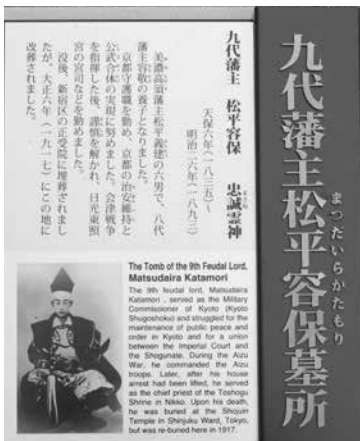 九代藩主松平容保墓所
まつだいらかたもり
九代藩主　松平容保　忠誠霊神
天保六年(一八三五)～
明治二六年(一八九三)
美濃高須藩主松平義建の六男で、八代
藩主容敬の養子となりました。
京都守護職を勤め、京都の治安維持と
公武合体の実現に努めました。会津戦争
を指揮した後、謹慎を解かれ、日光東照
宮の宮司などを勤めました。
没後、新宿区の正受院に埋葬されまし
たが、大正六年(一九一七)にこの地に
改葬されました。
The Tomb of the 9th Feudal Lord,
Matsudaira Katamori
The 9th feudal lord, Matsudaira
Katamori , served as the Military
Commissioner of Kyoto (Kyoto
Shugoshoku) and struggled for the
maintenance of public peace and
order in Kyoto and for a union
between the Imperial Court and
the Shogunate. During the Aizu
War, he commanded the Aizu
troops. Later, after his house
arrest had been lifted, he served
as the chief priest of the Toshogu
Shrine in Nikko. Upon his death,
he was buried at the Shojuin
Temple in Shinjuku Ward, Tokyo,
but was re-buried here in 1917.